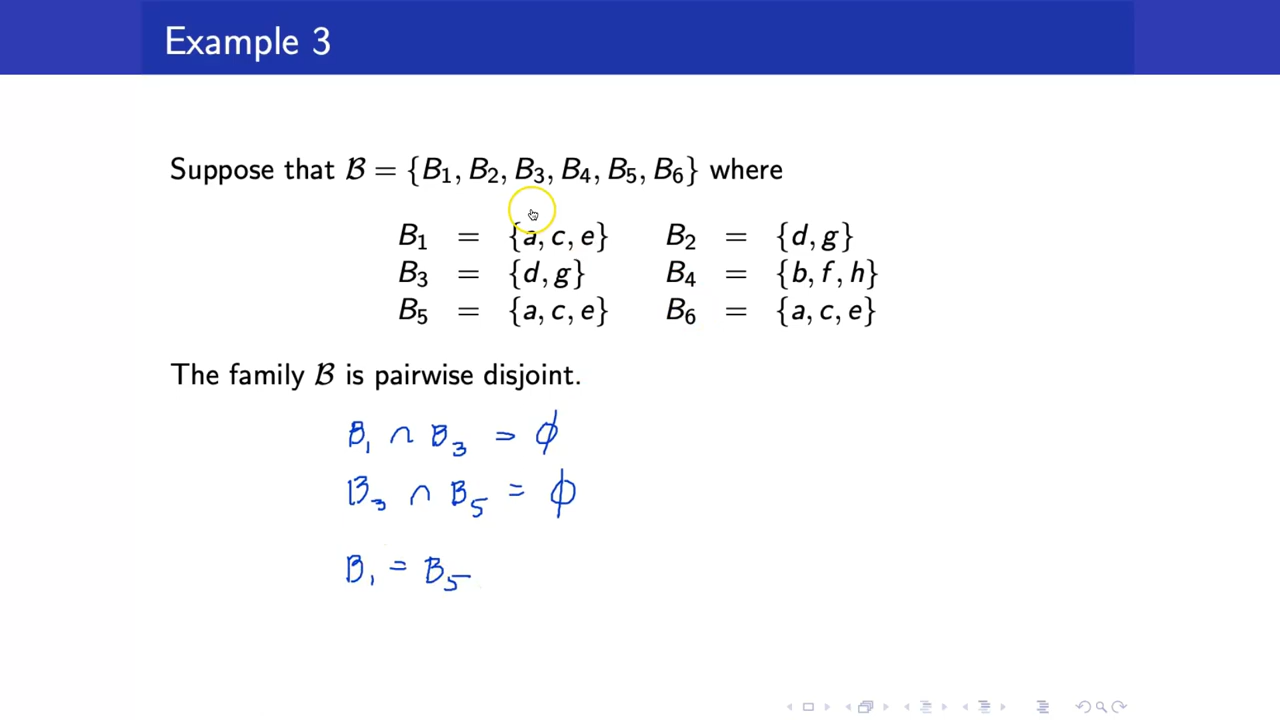 Example 3
Suppose that ℬ = {B₁, B₂, B₃, B₄, B₅, B₆} where
B₁ = {a, c, e} B₂ = {d, g}
B₃ = {d, g} B₄ = {b, f, h}
B₅ = {a, c, e} B₆ = {a, c, e}
The family ℬ is pairwise disjoint.
B₁ ∩ B₃ = ϕ
B₃ ∩ B₅ = ϕ
B₁ = B₅